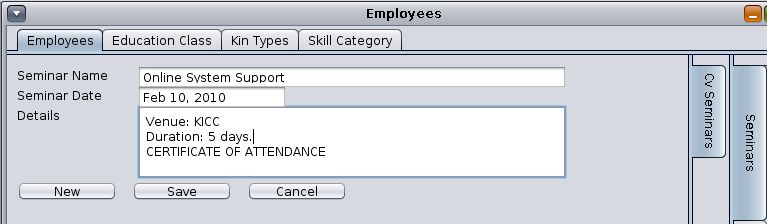 Employees
Employees Education Class Kin Types Skill Category
Seminar Name Online System Support
Seminar Date Feb 10, 2010
Details
Venue: KICC
Duration: 5 days.
CERTIFICATE OF ATTENDANCE
New Save Cancel
Cv Seminars
Seminars